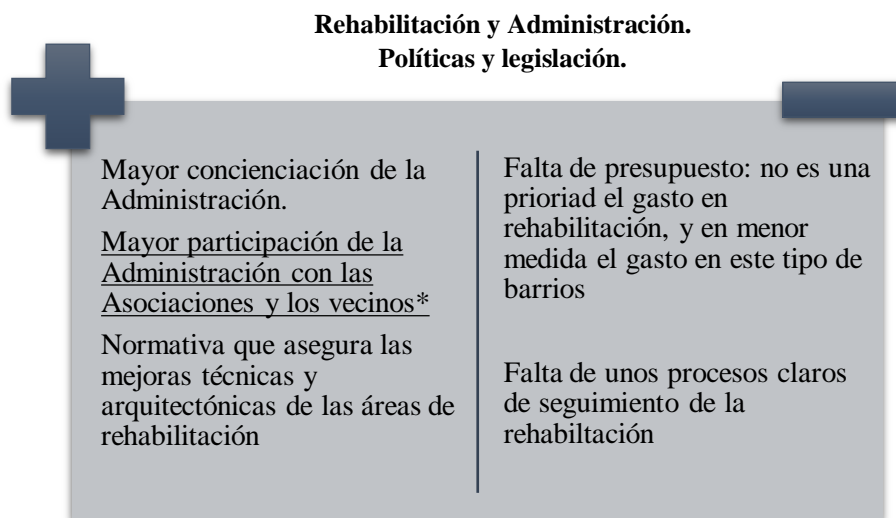 Rehabilitación y Administración.
Políticas y legislación.
Mayor concienciación de la
Administración.
Mayor participación de la
Administración con las
Asociaciones y los vecinos*
Normativa que asegura las
mejoras técnicas y
arquitectónicas de las áreas de
rehabilitación
Falta de presupuesto: no es una
prioriad el gasto en
rehabilitación, y en menor
medida el gasto en este tipo de
barrios
Falta de unos procesos claros
de seguimiento de la
rehabiltación